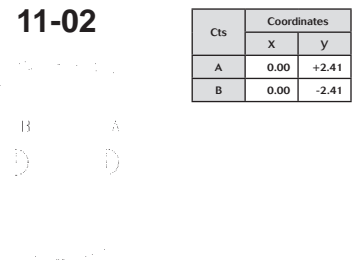 11-02
Cts Coordinates
X y
A 0.00 +2.41
B 0.00 -2.41
B A